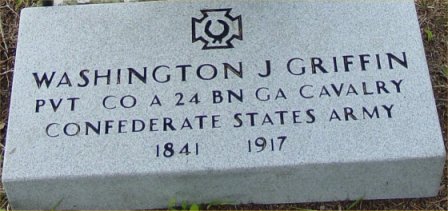 WASHINGTON J GRIFFIN
PVT CO A 24 BN GA CAVALRY
CONFEDERATE STATES ARMY
1841 1917